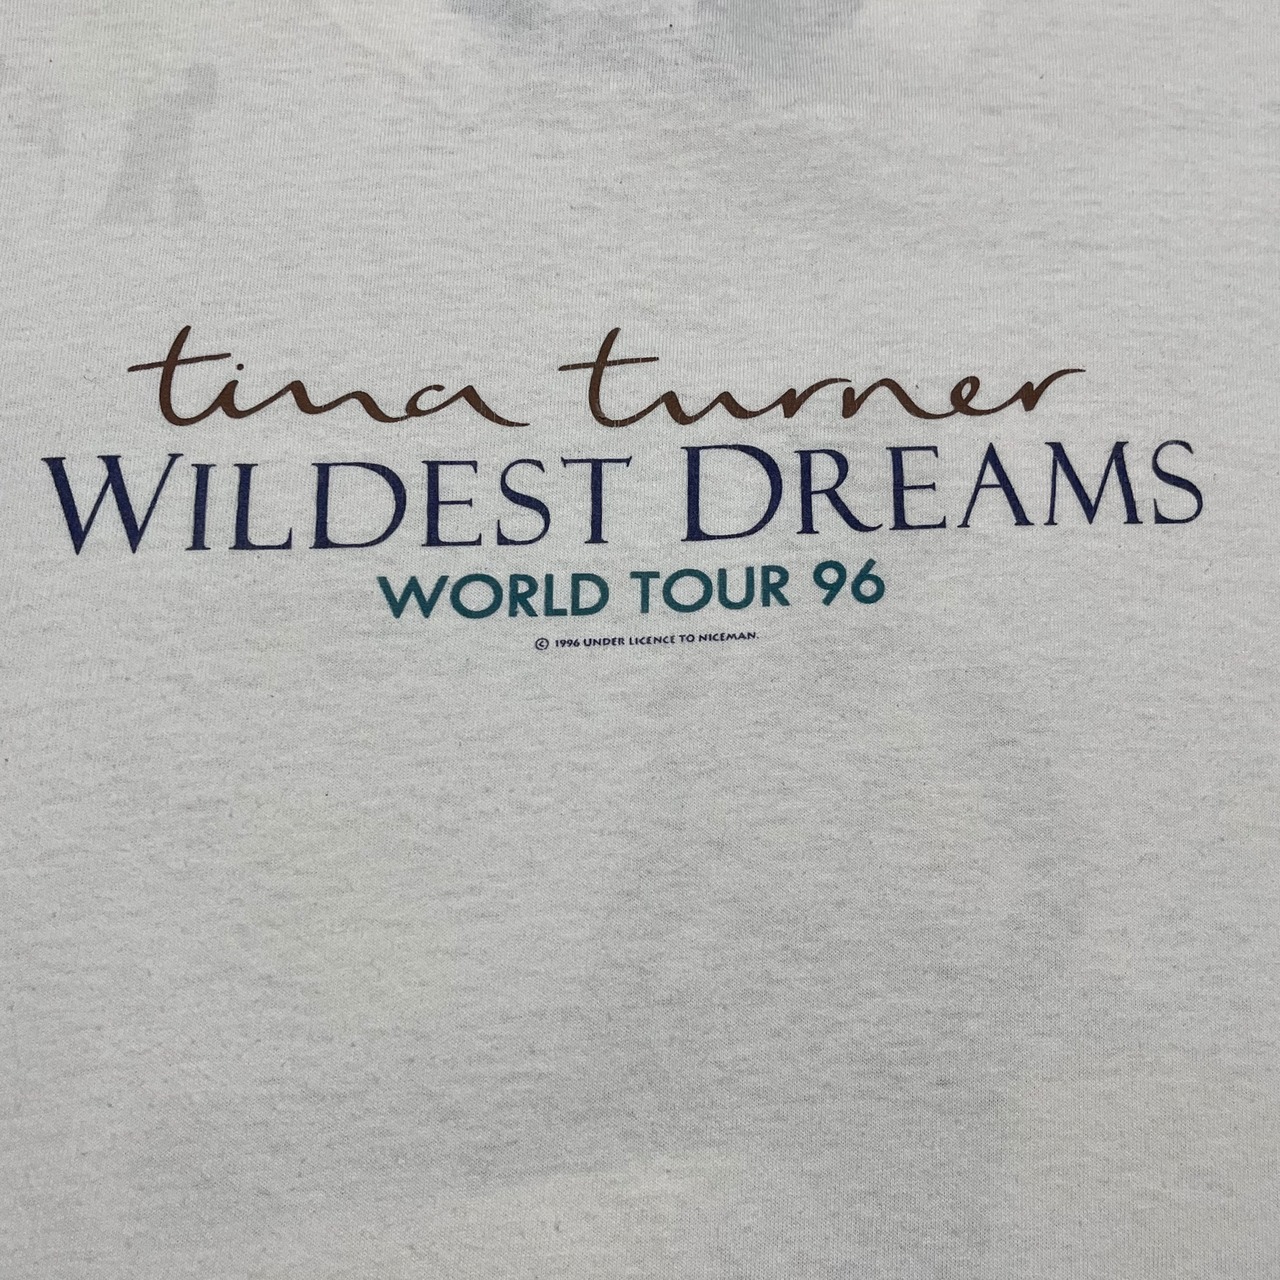 tina turner
WILDEST DREAMS
WORLD TOUR 96
© 1996 UNDER LICENCE TO NICEMAN.